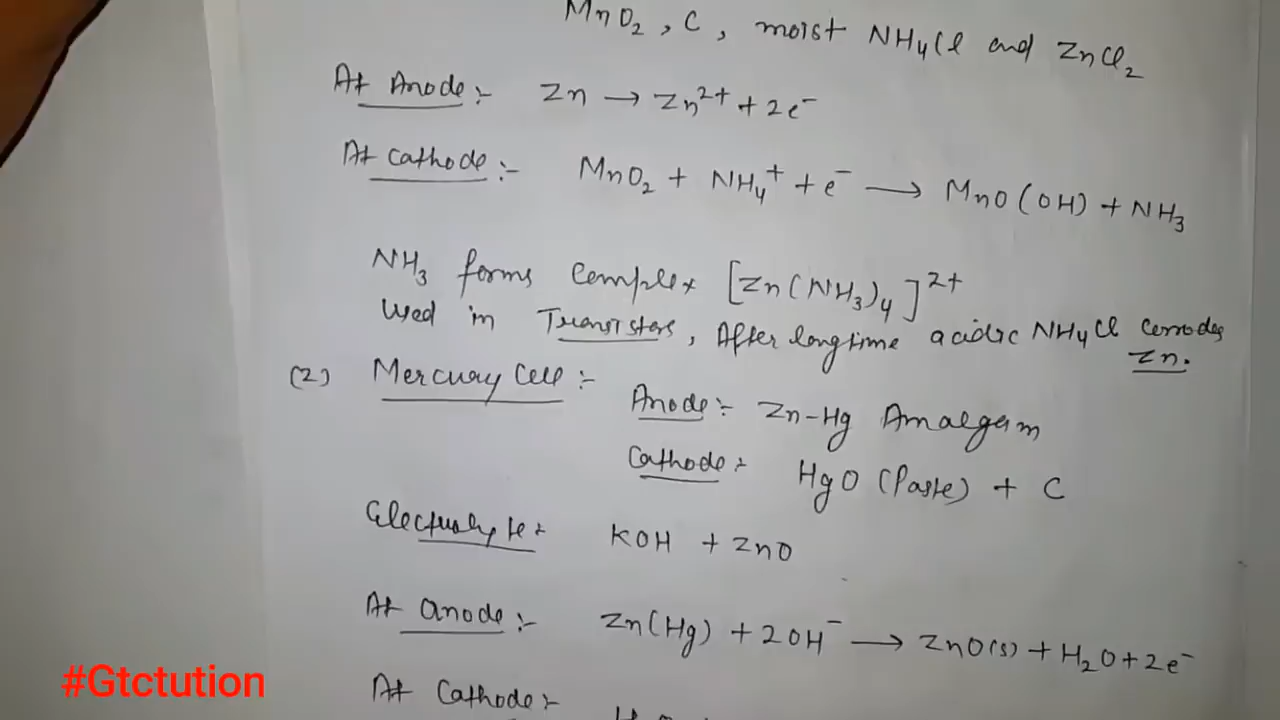 MnO₂, C, moist NH₄Cl and ZnCl₂
At Anode:- Zn → Zn²⁺ + 2e⁻
At Cathode:- MnO₂ + NH₄⁺ + e⁻ → MnO(OH) + NH₃
NH₃ forms Complex [Zn(NH₃)₄]²⁺
Used in Transistors, After longtime acidic NH₄Cl corrodes
Zn.
(2) Mercury Cell:-
Anode:- Zn-Hg Amalgam
Cathode:- HgO (Paste) + C
Electrolyte:- KOH + ZnO
At anode:- Zn(Hg) + 2OH⁻ → ZnO(s) + H₂O + 2e⁻
At Cathode:-
#Gtctution